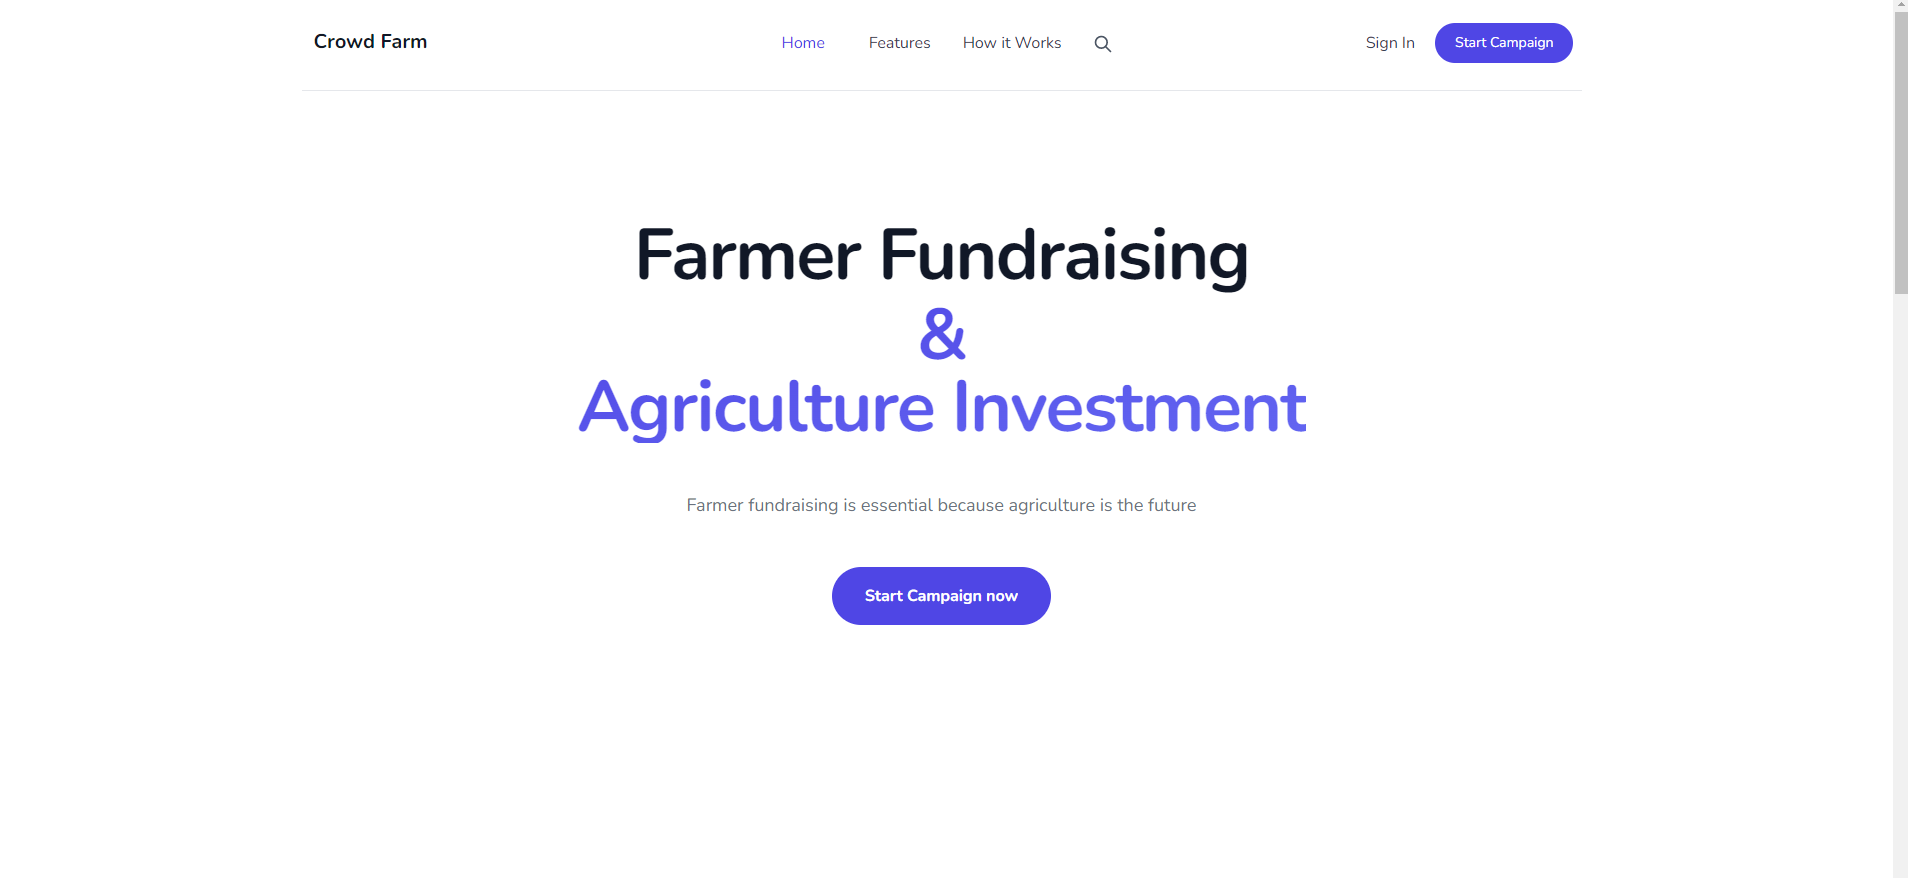 Crowd Farm
Home Features How it Works
Sign In Start Campaign
Farmer Fundraising
&
Agriculture Investment
Farmer fundraising is essential because agriculture is the future
Start Campaign now